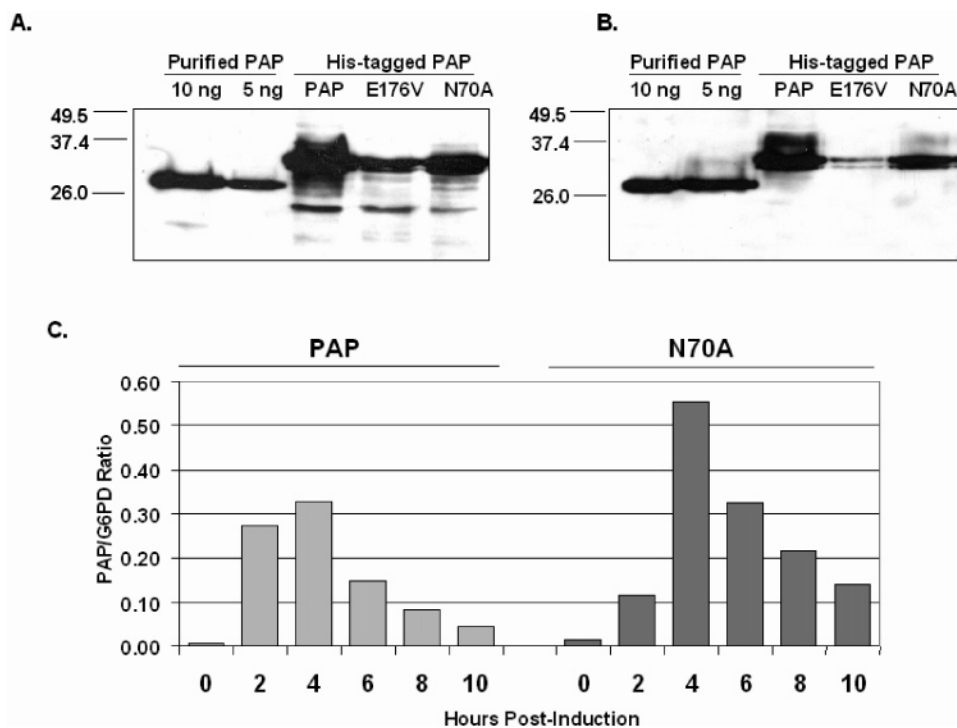 A.
Purified PAP His-tagged PAP
10 ng 5 ng PAP E176V N70A
49.5
37.4
26.0
B.
Purified PAP His-tagged PAP
10 ng 5 ng PAP E176V N70A
49.5
37.4
26.0
C.
PAP N70A
0.60
0.50
0.40
0.30
0.20
0.10
0.00
PAP/G6PD Ratio
0 2 4 6 8 10 0 2 4 6 8 10
Hours Post-Induction